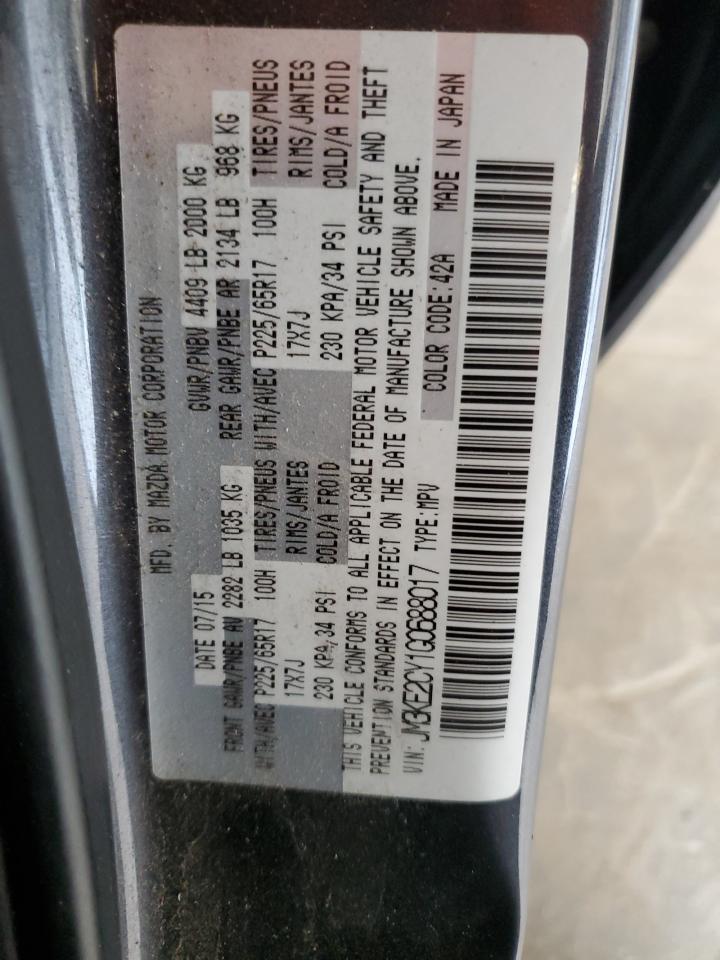 MFD. BY MAZDA MOTOR CORPORATION
DATE 07/15 GVWR/PNBV 4409 LB 2000 KG
FRONT GAWR/PNBE AV 2282 LB 1035 KG REAR GAWR/PNBE AR 2134 LB 968 KG
WITH/AVEC P225/65R17 100H TIRES/PNEUS WITH/AVEC P225/65R17 100H TIRES/PNEUS
17X7J RIMS/JANTES 17X7J RIMS/JANTES
230 KPA/34 PSI COLD/A FROID 230 KPA/34 PSI COLD/A FROID
THIS VEHICLE CONFORMS TO ALL APPLICABLE FEDERAL MOTOR VEHICLE SAFETY AND THEFT
PREVENTION STANDARDS IN EFFECT ON THE DATE OF MANUFACTURE SHOWN ABOVE.
VIN: JM3KE2CY1G0688017 TYPE:MPV COLOR CODE:42A MADE IN JAPAN